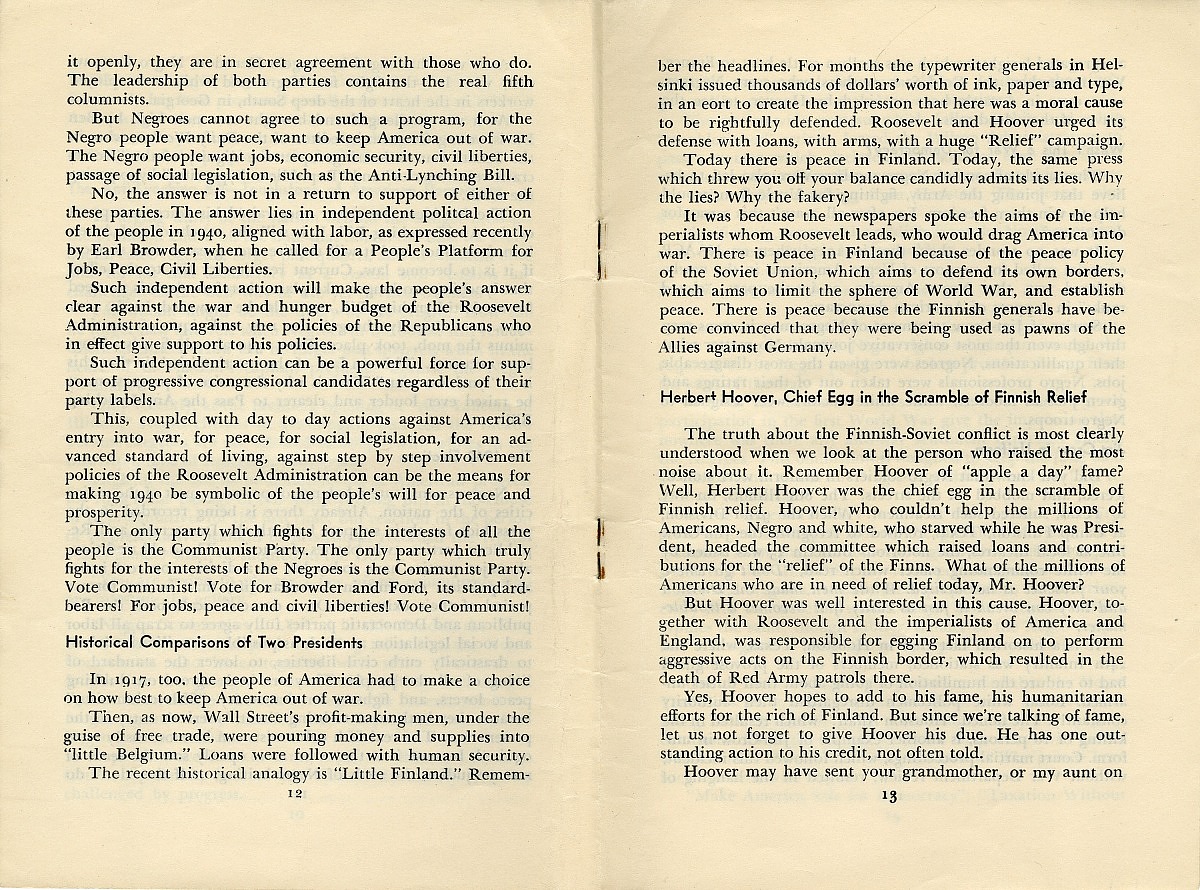 it openly, they are in secret agreement with those who do.
The leadership of both parties contains the real fifth
columnists.
But Negroes cannot agree to such a program, for the
Negro people want peace, want to keep America out of war.
The Negro people want jobs, economic security, civil liberties,
passage of social legislation, such as the Anti-Lynching Bill.
No, the answer is not in a return to support of either of
these parties. The answer lies in independent politcal action
of the people in 1940, aligned with labor, as expressed recently
by Earl Browder, when he called for a People's Platform for
Jobs, Peace, Civil Liberties.
Such independent action will make the people's answer
clear against the war and hunger budget of the Roosevelt
Administration, against the policies of the Republicans who
in effect give support to his policies.
Such independent action can be a powerful force for sup-
port of progressive congressional candidates regardless of their
party labels.
This, coupled with day to day actions against America's
entry into war, for peace, for social legislation, for an ad-
vanced standard of living, against step by step involvement
policies of the Roosevelt Administration can be the means for
making 1940 be symbolic of the people's will for peace and
prosperity.
The only party which fights for the interests of all the
people is the Communist Party. The only party which truly
fights for the interests of the Negroes is the Communist Party.
Vote Communist! Vote for Browder and Ford, its standard-
bearers! For jobs, peace and civil liberties! Vote Communist!
Historical Comparisons of Two Presidents
In 1917, too, the people of America had to make a choice
on how best to keep America out of war.
Then, as now, Wall Street's profit-making men, under the
guise of free trade, were pouring money and supplies into
"little Belgium." Loans were followed with human security.
The recent historical analogy is "Little Finland." Remem-
12
ber the headlines. For months the typewriter generals in Hel-
sinki issued thousands of dollars' worth of ink, paper and type,
in an eort to create the impression that here was a moral cause
to be rightfully defended. Roosevelt and Hoover urged its
defense with loans, with arms, with a huge "Relief" campaign.
Today there is peace in Finland. Today, the same press
which threw you off your balance candidly admits its lies. Why
the lies? Why the fakery?
It was because the newspapers spoke the aims of the im-
perialists whom Roosevelt leads, who would drag America into
war. There is peace in Finland because of the peace policy
of the Soviet Union, which aims to defend its own borders,
which aims to limit the sphere of World War, and establish
peace. There is peace because the Finnish generals have be-
come convinced that they were being used as pawns of the
Allies against Germany.
Herbert Hoover, Chief Egg in the Scramble of Finnish Relief
The truth about the Finnish-Soviet conflict is most clearly
understood when we look at the person who raised the most
noise about it. Remember Hoover of "apple a day" fame?
Well, Herbert Hoover was the chief egg in the scramble of
Finnish relief. Hoover, who couldn't help the millions of
Americans, Negro and white, who starved while he was Presi-
dent, headed the committee which raised loans and contri-
butions for the "relief" of the Finns. What of the millions of
Americans who are in need of relief today, Mr. Hoover?
But Hoover was well interested in this cause. Hoover, to-
gether with Roosevelt and the imperialists of America and
England, was responsible for egging Finland on to perform
aggressive acts on the Finnish border, which resulted in the
death of Red Army patrols there.
Yes, Hoover hopes to add to his fame, his humanitarian
efforts for the rich of Finland. But since we're talking of fame,
let us not forget to give Hoover his due. He has one out-
standing action to his credit, not often told.
Hoover may have sent your grandmother, or my aunt on
13